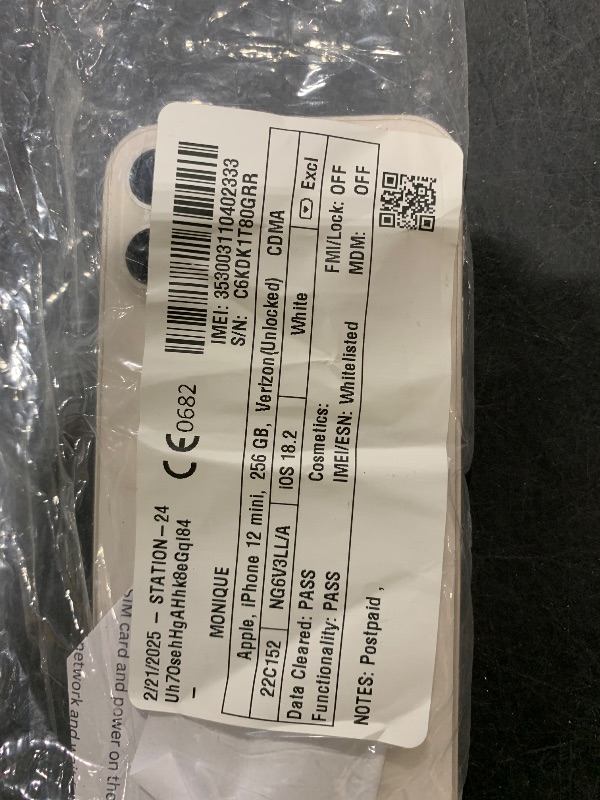 2/21/2025 - STATION-24
Uh7OsehHgAHhk8eGqI84
-
CE0682
IMEI: 353003110402333
S/N: C6KDK1T80GRR
MONIQUE
Apple, iPhone 12 mini, 256 GB, Verizon(Unlocked) CDMA
22C152 NG6V3LL/A iOS 18.2 White Excl
Data Cleared: PASS Cosmetics: FMI/Lock: OFF
Functionality: PASS IMEI/ESN: Whitelisted MDM: OFF
NOTES: Postpaid ,
SIM card and power on the
network and